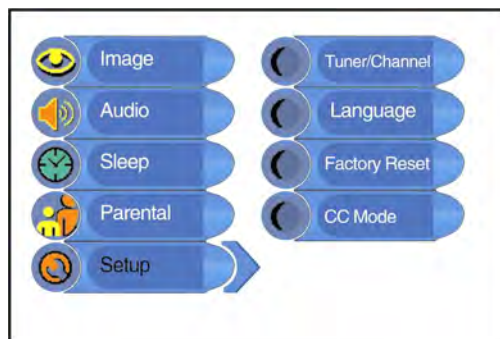 Image
Audio
Sleep
Parental
Setup
Tuner/Channel
Language
Factory Reset
CC Mode